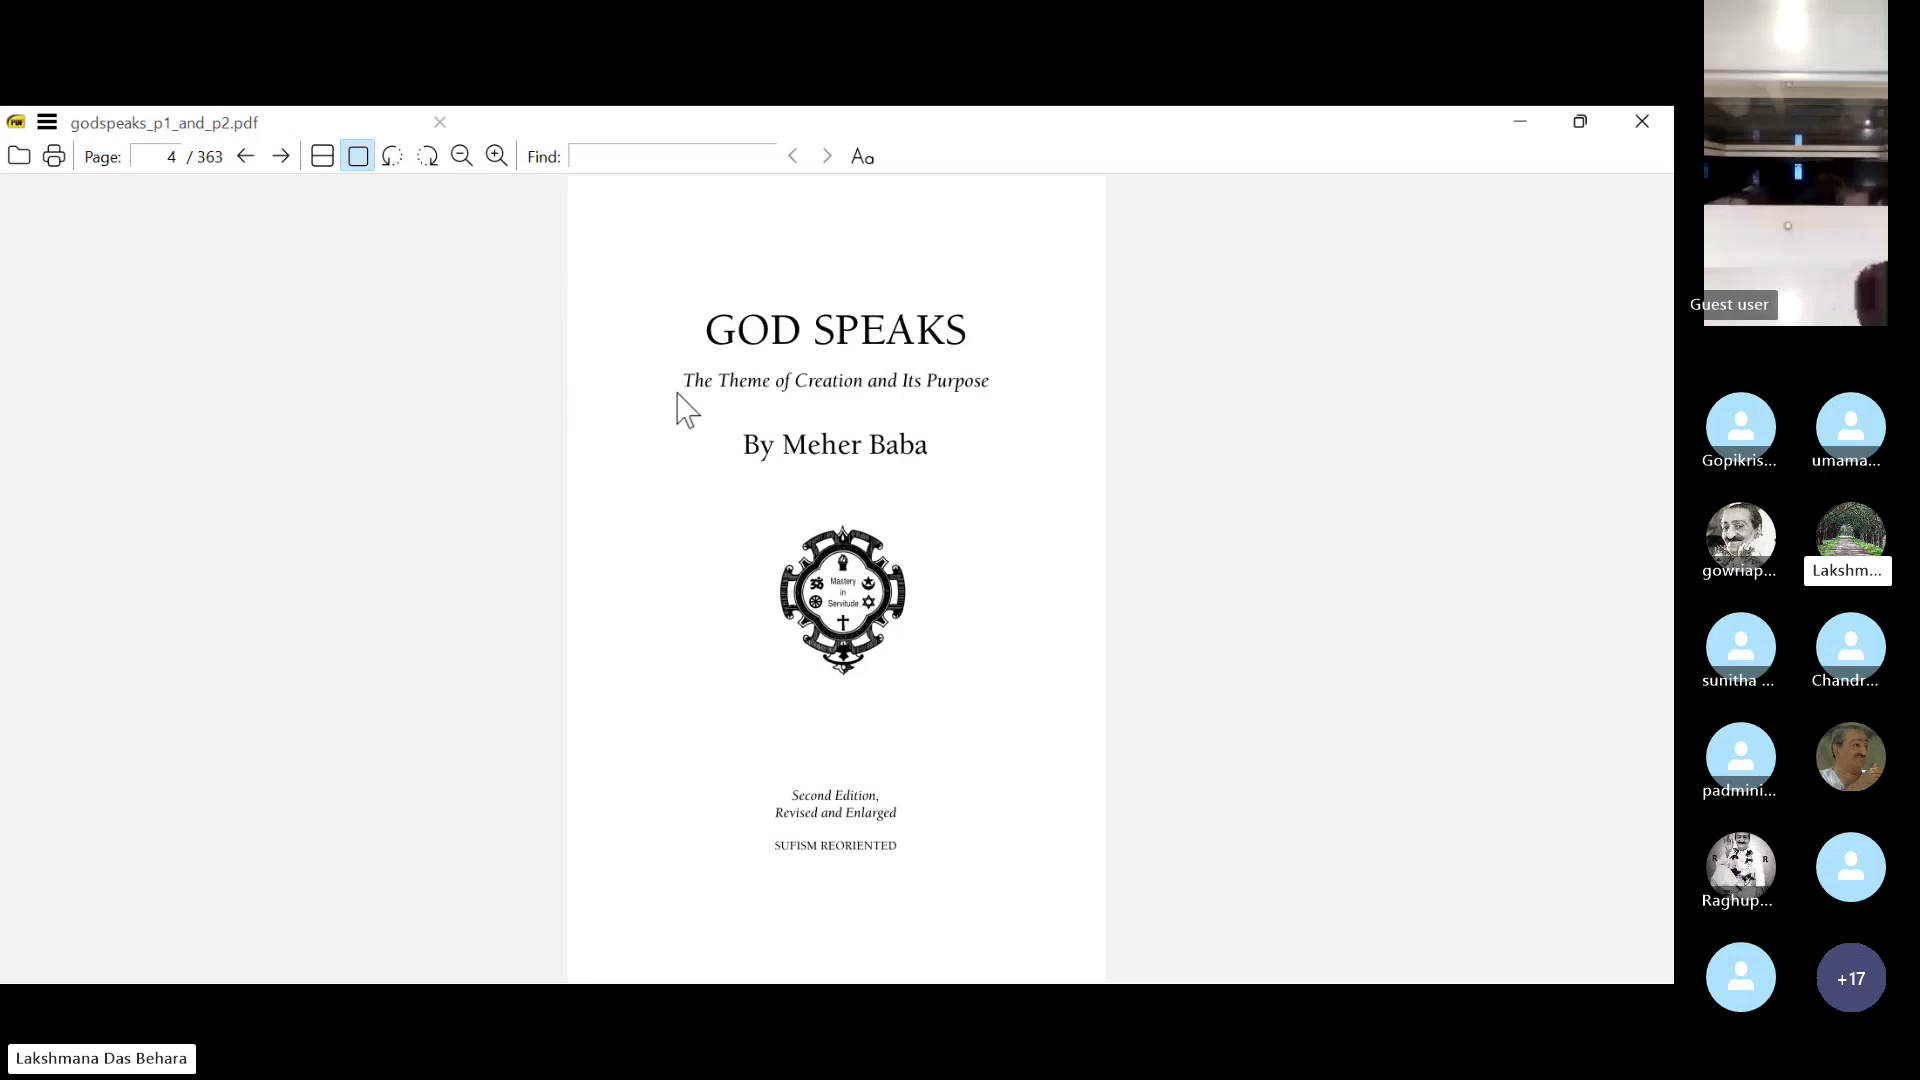 godspeaks_p1_and_p2.pdf
Page: 4 / 363
Find:
Aa
GOD SPEAKS
The Theme of Creation and Its Purpose
By Meher Baba
Mastery
in
Servitude
Second Edition,
Revised and Enlarged
SUFISM REORIENTED
Guest user
Gopikris...
umama...
gowriap...
Lakshm...
sunitha ...
Chandr...
padmini...
Raghup...
+17
Lakshmana Das Behara